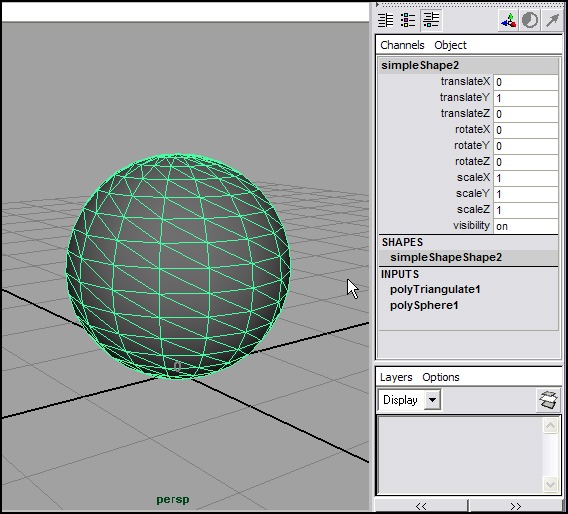 Channels Object
simpleShape2
translateX 0
translateY 1
translateZ 0
rotateX 0
rotateY 0
rotateZ 0
scaleX 1
scaleY 1
scaleZ 1
visibility on
SHAPES
simpleShapeShape2
INPUTS
polyTriangulate1
polySphere1
Layers Options
Display
persp
<< >>